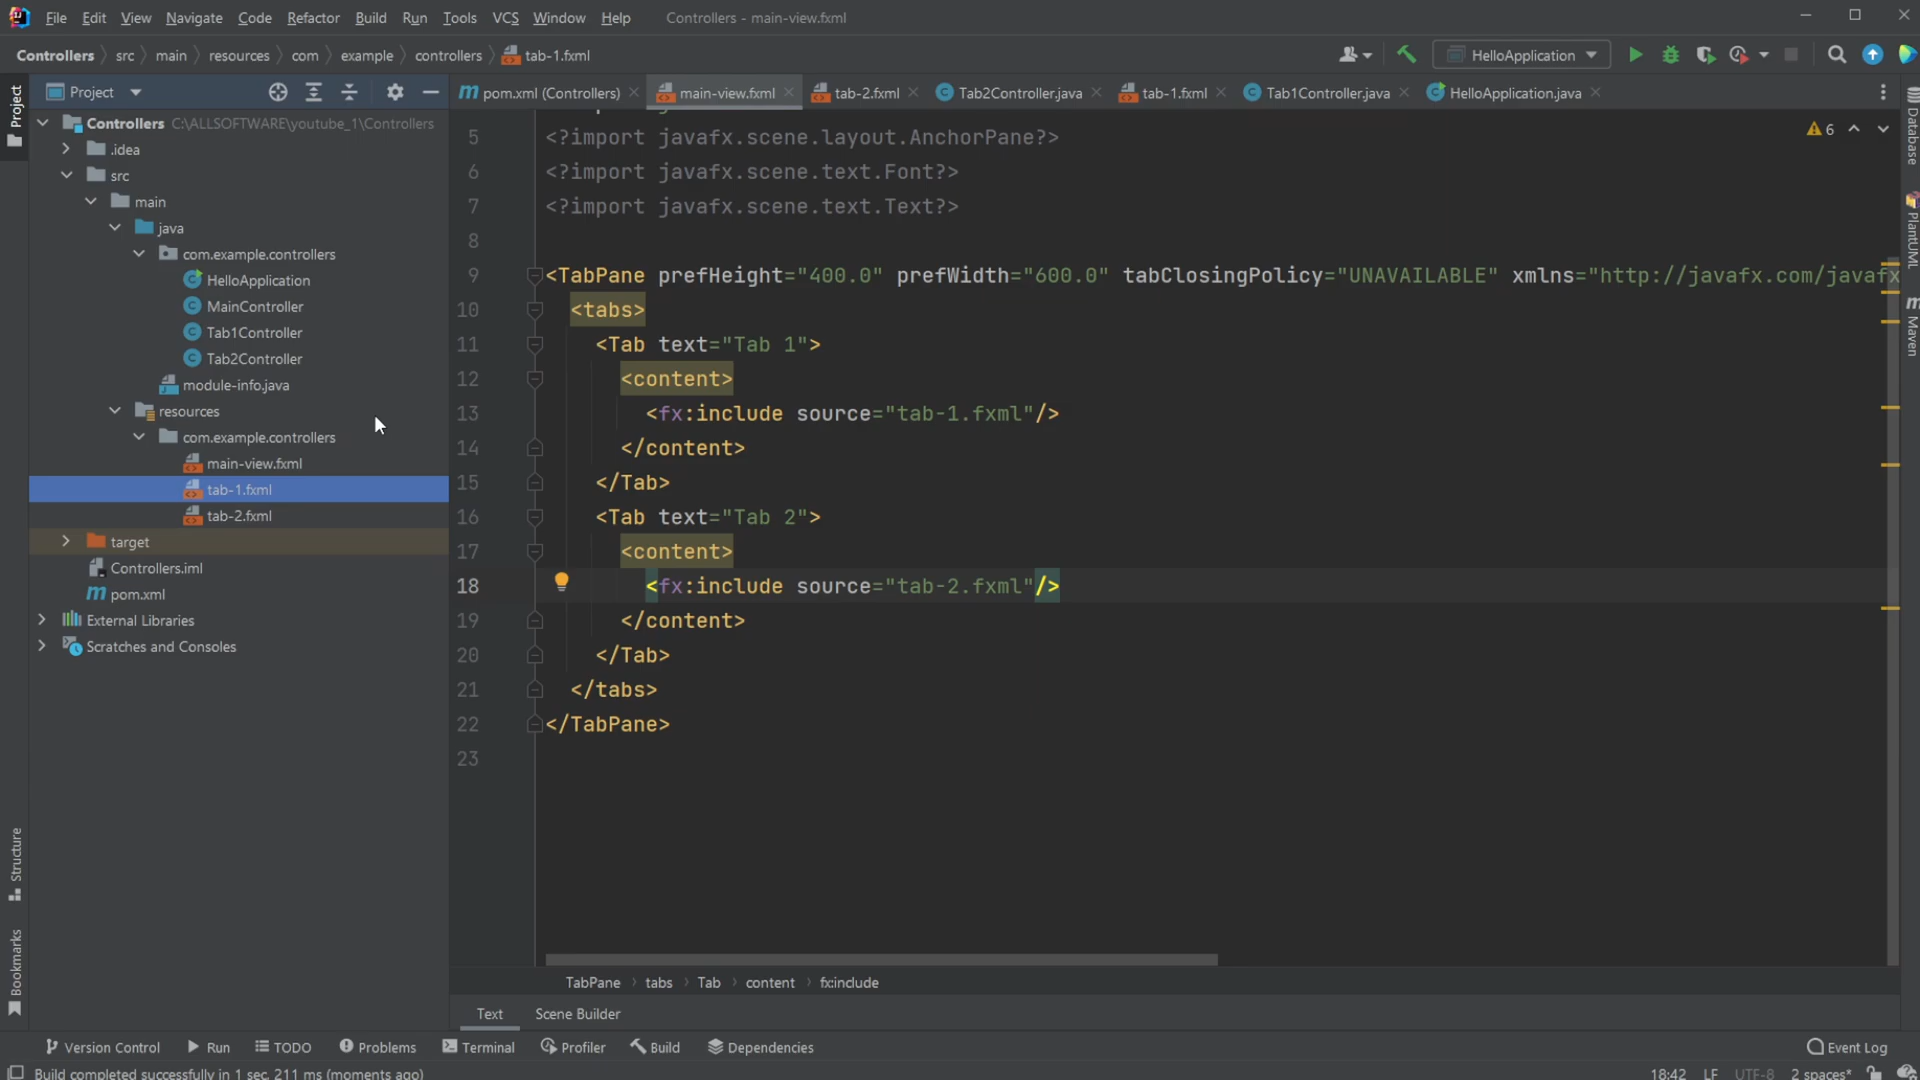 File Edit View Navigate Code Refactor Build Run Tools VCS Window Help Controllers - main-view.fxml
Controllers src main resources com example controllers tab-1.fxml HelloApplication
Project pom.xml (Controllers) main-view.fxml tab-2.fxml Tab2Controller.java tab-1.fxml Tab1Controller.java HelloApplication.java
Project
Controllers C:\ALLSOFTWARE\youtube_1\Controllers
.idea
src
main
java
com.example.controllers
HelloApplication
MainController
Tab1Controller
Tab2Controller
module-info.java
resources
com.example.controllers
main-view.fxml
tab-1.fxml
tab-2.fxml
target
Controllers.iml
pom.xml
External Libraries
Scratches and Consoles
Structure
Bookmarks
6
5 <?import javafx.scene.layout.AnchorPane?>
6 <?import javafx.scene.text.Font?>
7 <?import javafx.scene.text.Text?>
8
9 <TabPane prefHeight="400.0" prefWidth="600.0" tabClosingPolicy="UNAVAILABLE" xmlns="http://javafx.com/javafx
10 <tabs>
11 <Tab text="Tab 1">
12 <content>
13 <fx:include source="tab-1.fxml"/>
14 </content>
15 </Tab>
16 <Tab text="Tab 2">
17 <content>
18 <fx:include source="tab-2.fxml"/>
19 </content>
20 </Tab>
21 </tabs>
22 </TabPane>
23
Database
PlantUML
Maven
TabPane tabs Tab content fx:include
Text Scene Builder
Version Control Run TODO Problems Terminal Profiler Build Dependencies Event Log
Build completed successfully in 1 sec, 211 ms (moments ago) 18:42 LF UTF-8 2 spaces*